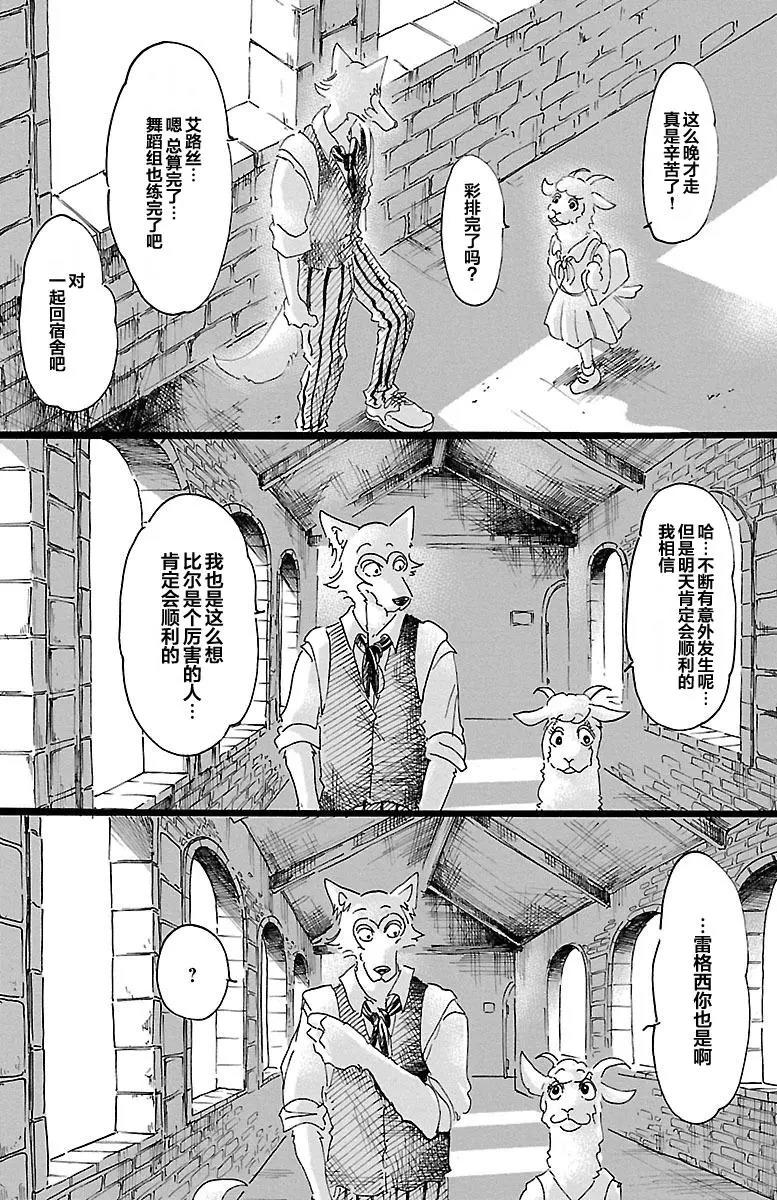 这么晚才走
真是辛苦了！
彩排完了吗？
艾路丝…
嗯 总算完了…
舞蹈组也练完了吧
对
一起回宿舍吧
哈…不断有意外发生呢…
但是明天肯定会顺利的
我相信
我也是这么想
比尔是个厉害的人…
肯定会顺利的
…雷格西你也是啊
？